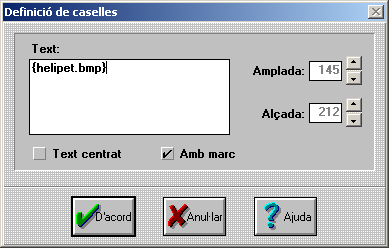 Definició de caselles
Text:
{helipet.bmp}
Amplada: 145
Alçada: 212
Text centrat
Amb marc
D'acord
Anul·lar
Ajuda